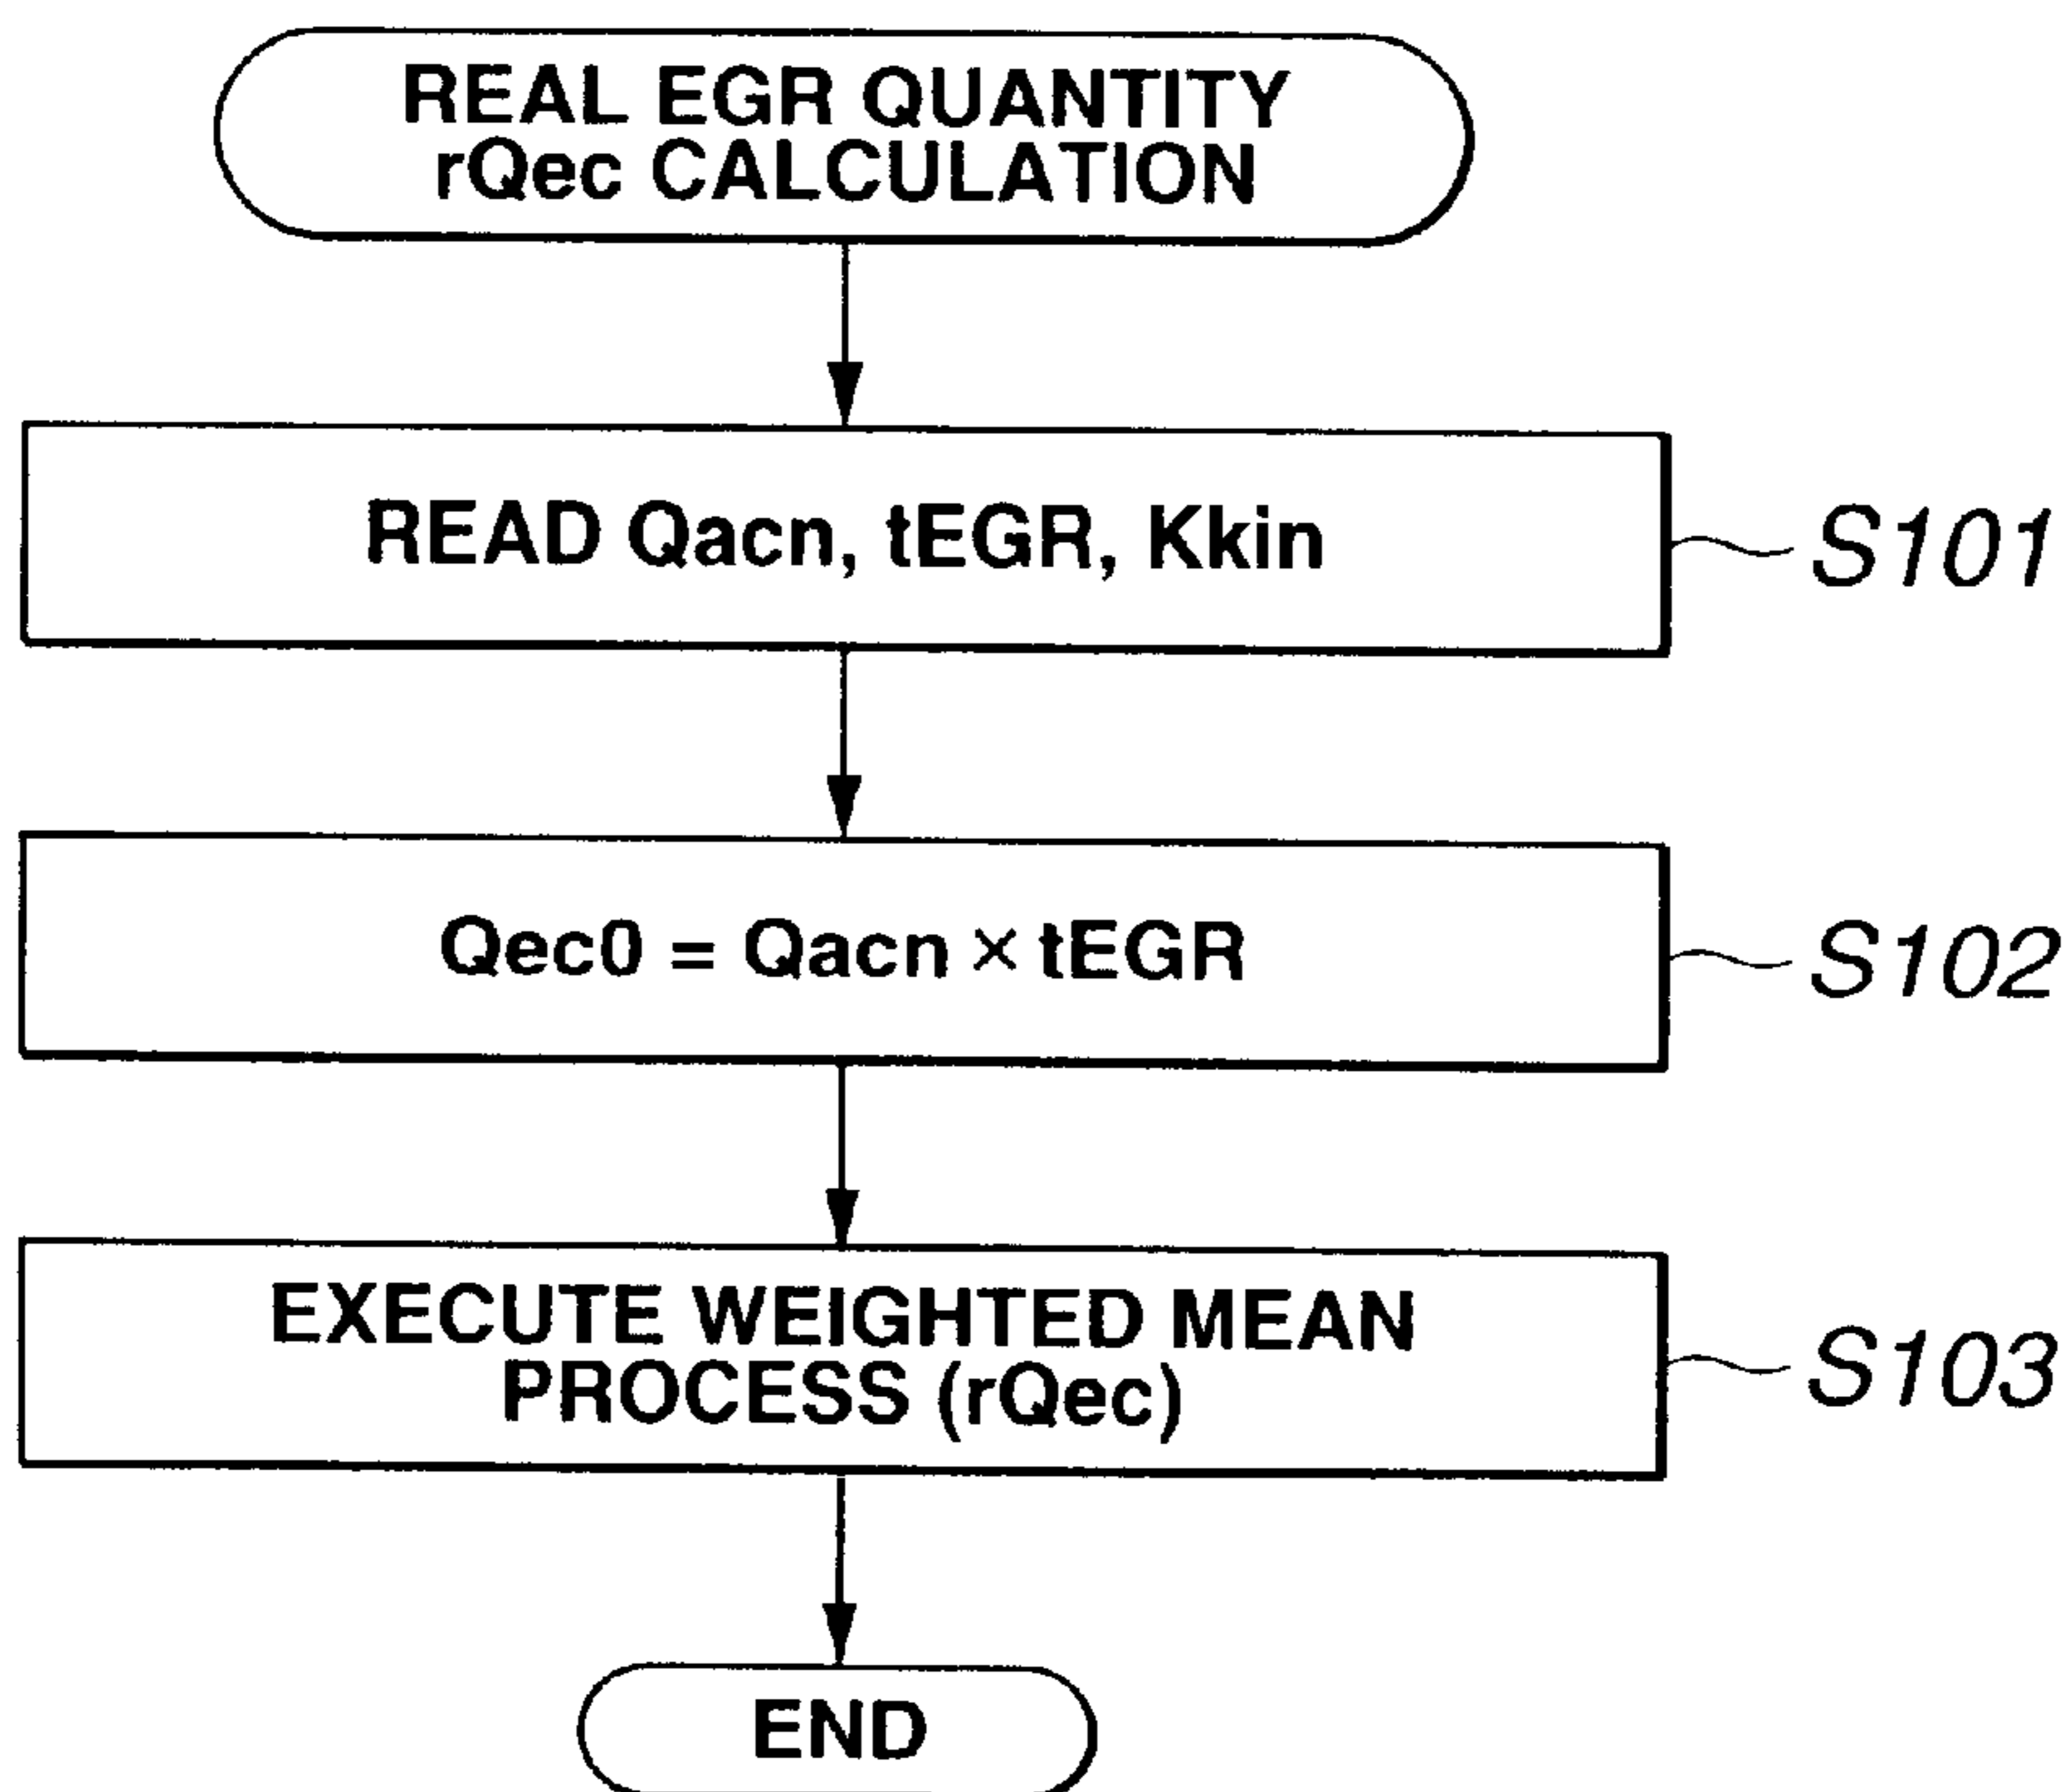 REAL EGR QUANTITY
rQec CALCULATION
READ Qacn, tEGR, Kkin
S101
Qec0 = Qacn × tEGR
S102
EXECUTE WEIGHTED MEAN
PROCESS (rQec)
S103
END